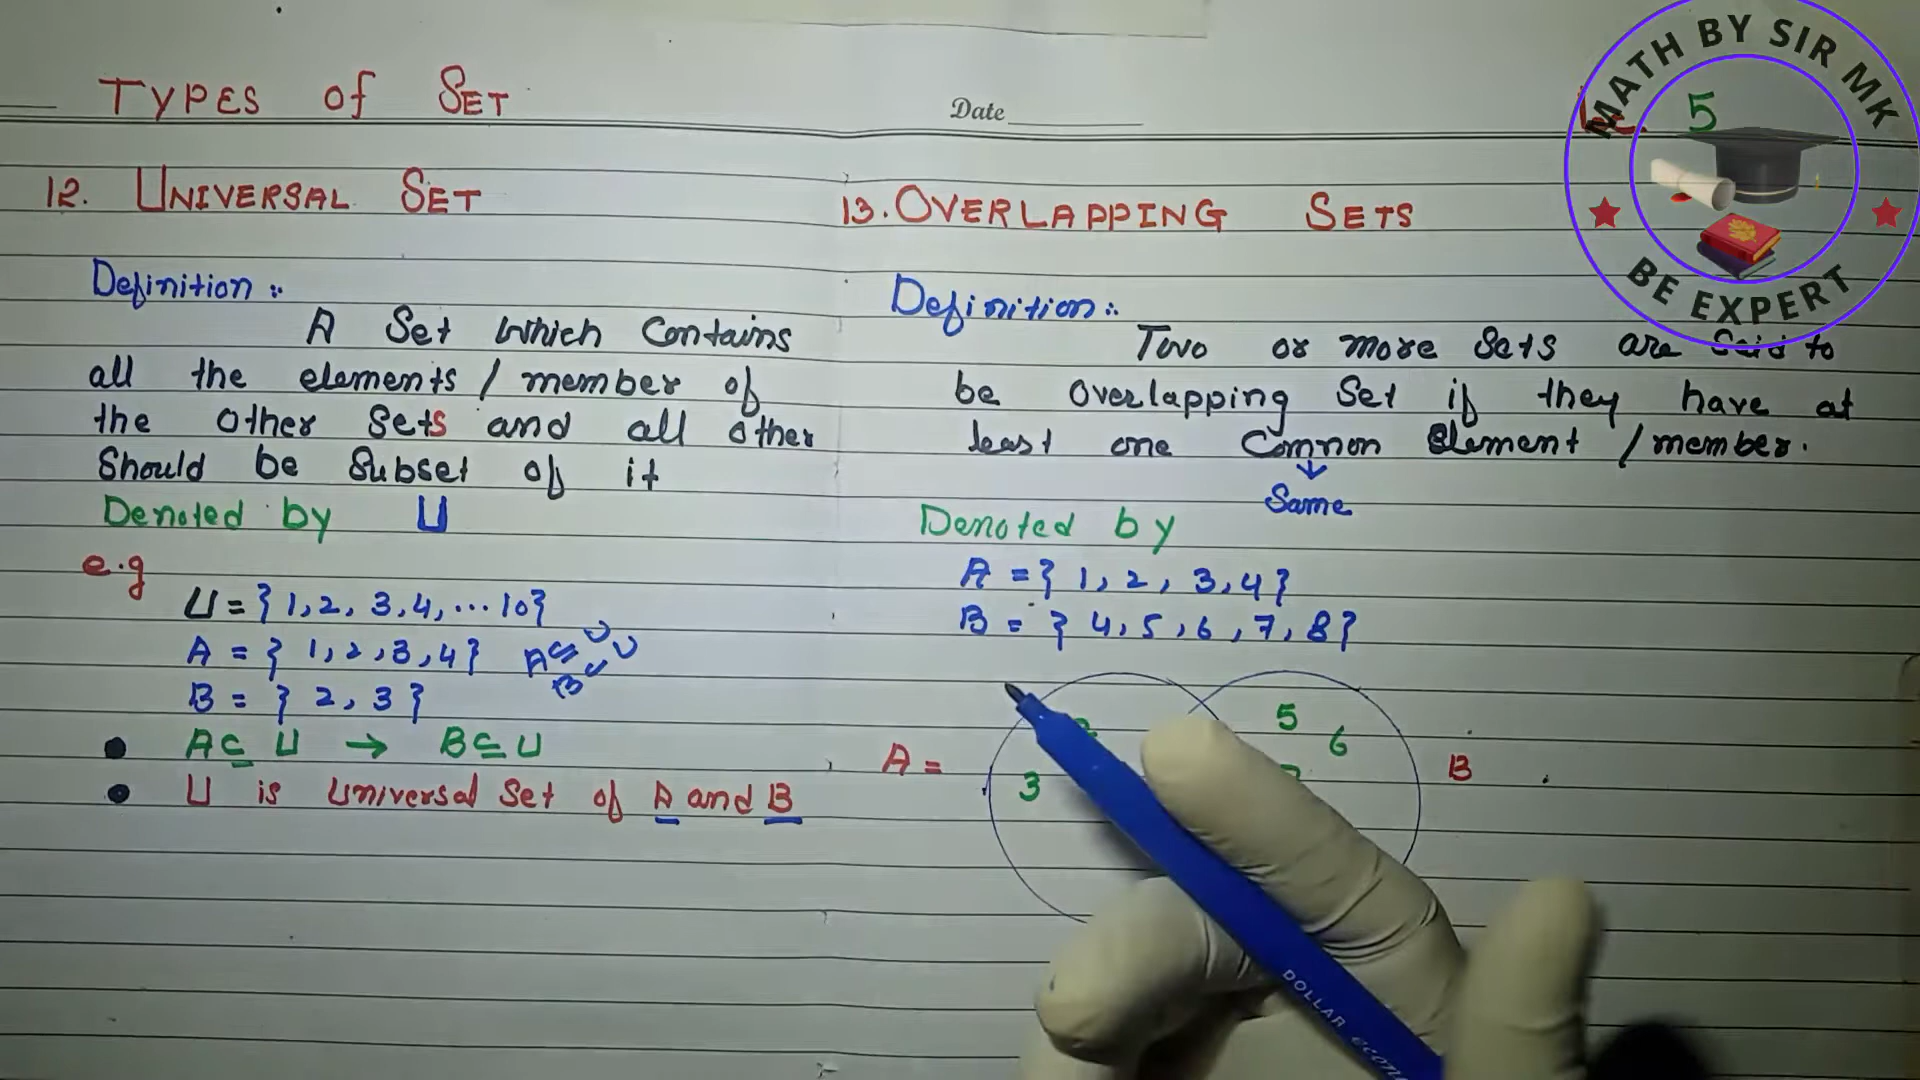 TYPES of SET
Date
5
MATH BY SIR MK
BE EXPERT
12. UNIVERSAL SET
Definition :.
A Set which contains
all the elements / member of
the other sets and all other
Should be Subset of it
Denoted by U
e.g
U = { 1, 2, 3, 4, ... 10}
A = { 1, 2, 3, 4 } A ⊆ U
B ⊆ U
B = { 2, 3 }
• A ⊆ U → B ⊆ U
• U is universal Set of A and B
13. OVERLAPPING SETS
Definition :.
Two or more Sets are Said to
be Overlapping Set if they have at
least one Common Element / member.
↓
Same
Denoted by
A = { 1, 2, 3, 4 }
B = { 4, 5, 6, 7, 8 }
A = 3
5 6
B
DOLLAR